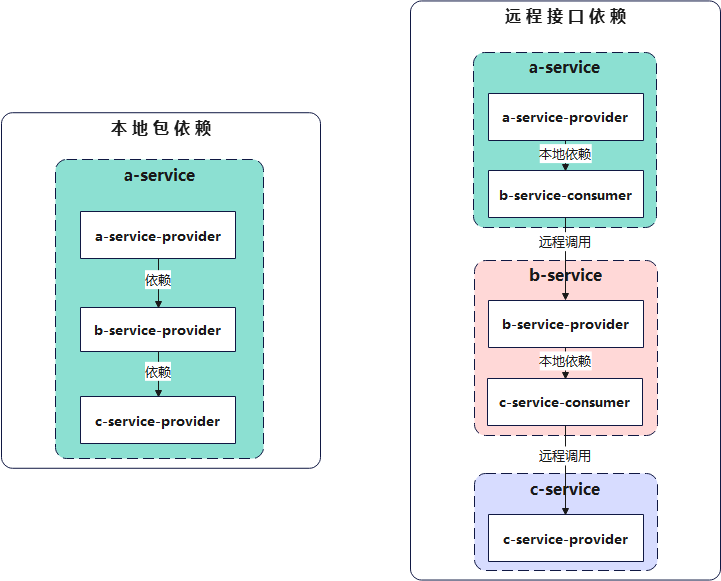 本地包依赖
a-service
a-service-provider
依赖
b-service-provider
依赖
c-service-provider
远程接口依赖
a-service
a-service-provider
本地依赖
b-service-consumer
远程调用
b-service
b-service-provider
本地依赖
c-service-consumer
远程调用
c-service
c-service-provider